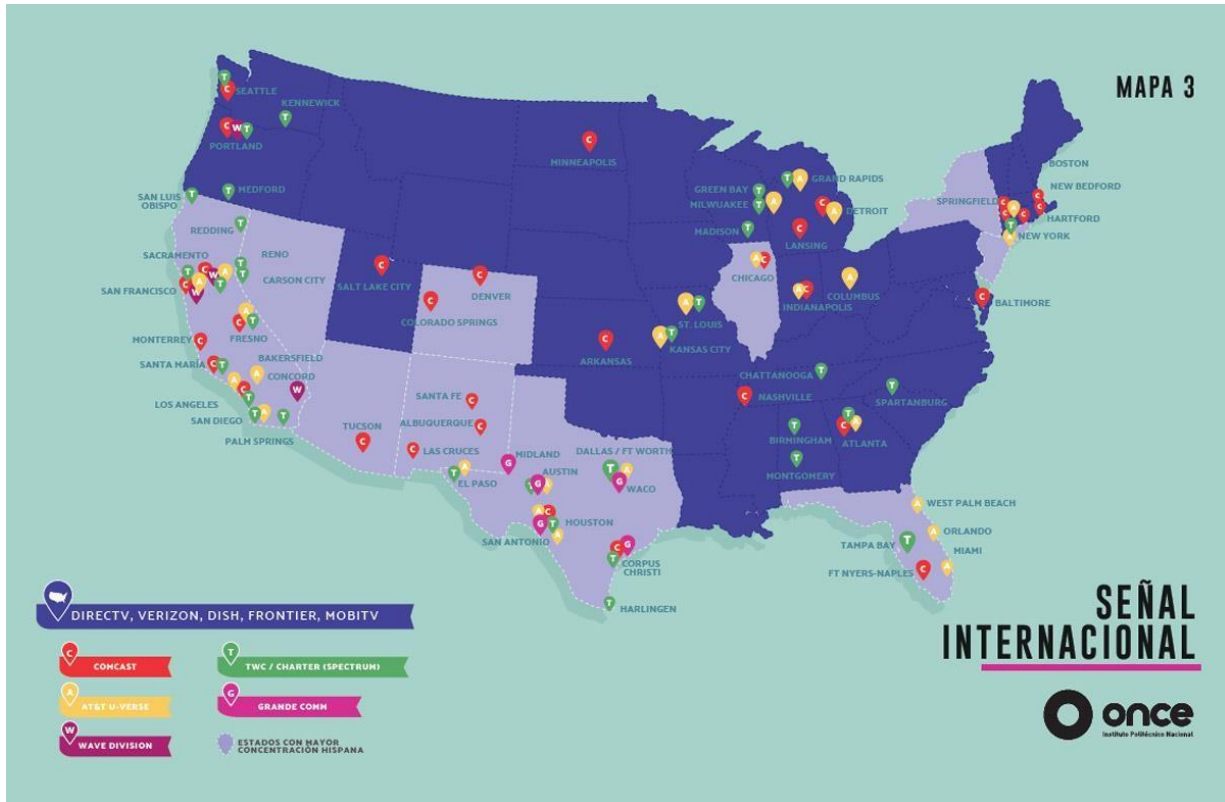 MAPA 3
SEATTLE
KENNEWICK
PORTLAND
MEDFORD
SAN LUIS
OBISPO
REDDING
SACRAMENTO
RENO
CARSON CITY
SAN FRANCISCO
FRESNO
MONTERREY
BAKERSFIELD
SANTA MARÍA
CONCORD
LOS ANGELES
SAN DIEGO
PALM SPRINGS
SALT LAKE CITY
DENVER
COLORADO SPRINGS
TUCSON
SANTA FE
ALBUQUERQUE
LAS CRUCES
EL PASO
MIDLAND
AUSTIN
DALLAS / FT WORTH
WACO
HOUSTON
SAN ANTONIO
CORPUS
CHRISTI
HARLINGEN
MINNEAPOLIS
ARKANSAS
ST. LOUIS
KANSAS CITY
GREEN BAY
MILWUAKEE
MADISON
GRAND RAPIDS
DETROIT
LANSING
CHICAGO
INDIANAPOLIS
COLUMBUS
CHATTANOOGA
NASHVILLE
SPARTANBURG
BIRMINGHAM
ATLANTA
MONTGOMERY
BOSTON
NEW BEDFORD
SPRINGFIELD
HARTFORD
NEW YORK
BALTIMORE
WEST PALM BEACH
ORLANDO
TAMPA BAY
MIAMI
FT NYERS-NAPLES
DIRECTV, VERIZON, DISH, FRONTIER, MOBITV
C COMCAST
T TWC / CHARTER (SPECTRUM)
A AT&T U-VERSE
G GRANDE COMM
W WAVE DIVISION
ESTADOS CON MAYOR
CONCENTRACIÓN HISPANA
SEÑAL
INTERNACIONAL
once
Instituto Politécnico Nacional